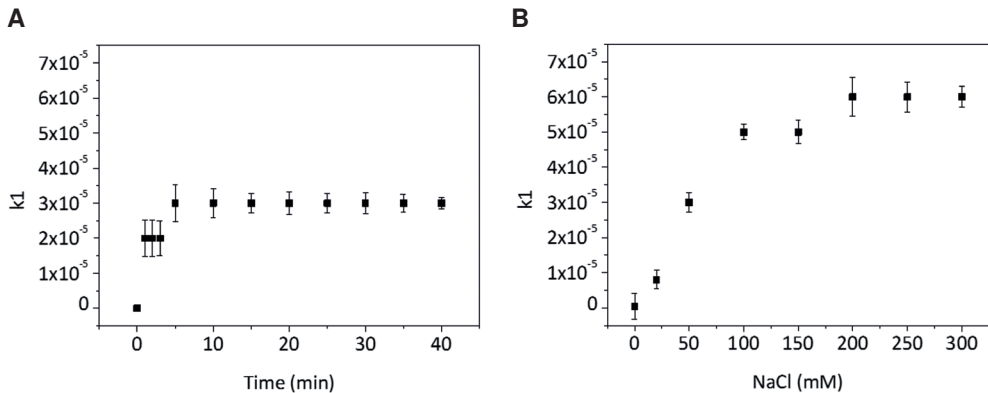 A
k1
7x10⁻⁵
6x10⁻⁵
5x10⁻⁵
4x10⁻⁵
3x10⁻⁵
2x10⁻⁵
1x10⁻⁵
0
0 10 20 30 40
Time (min)
B
k1
7x10⁻⁵
6x10⁻⁵
5x10⁻⁵
4x10⁻⁵
3x10⁻⁵
2x10⁻⁵
1x10⁻⁵
0
0 50 100 150 200 250 300
NaCl (mM)